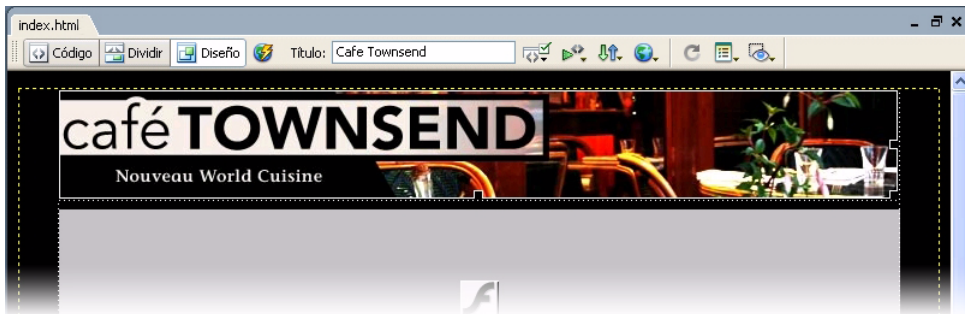 index.html
Código Dividir Diseño Título: Cafe Townsend
café TOWNSEND
Nouveau World Cuisine